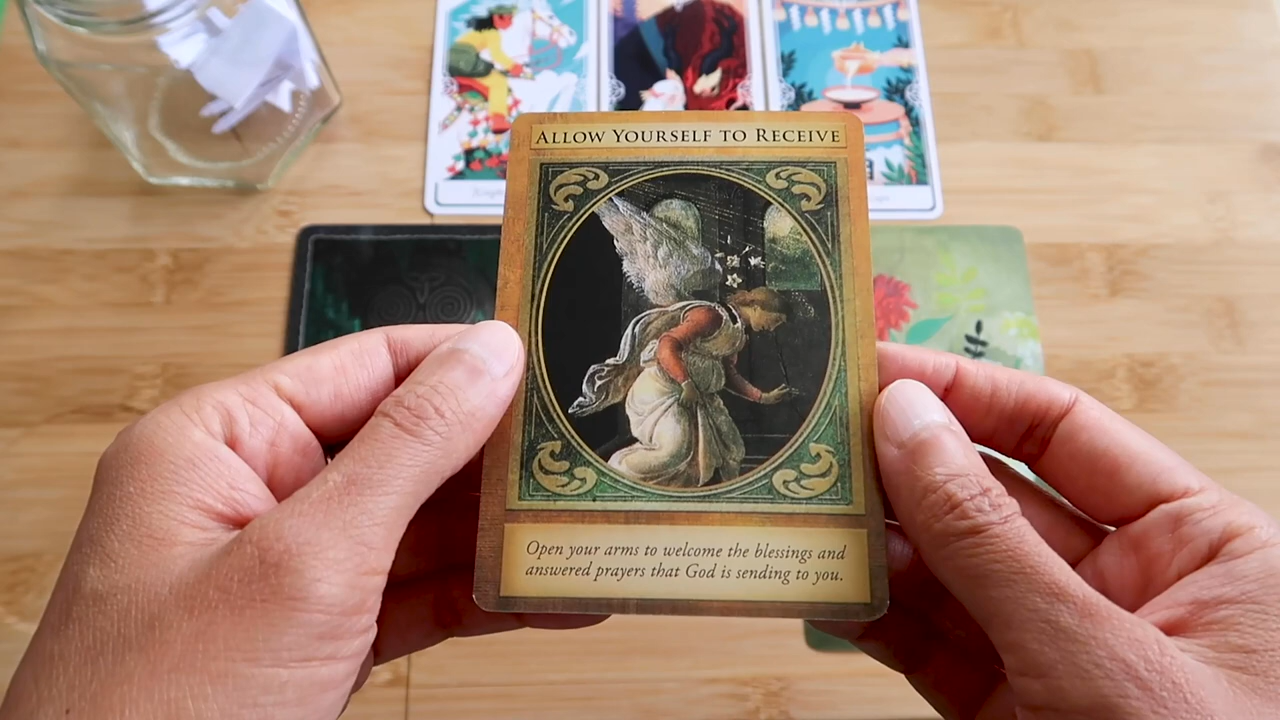 Allow Yourself to Receive
Open your arms to welcome the blessings and
answered prayers that God is sending to you.